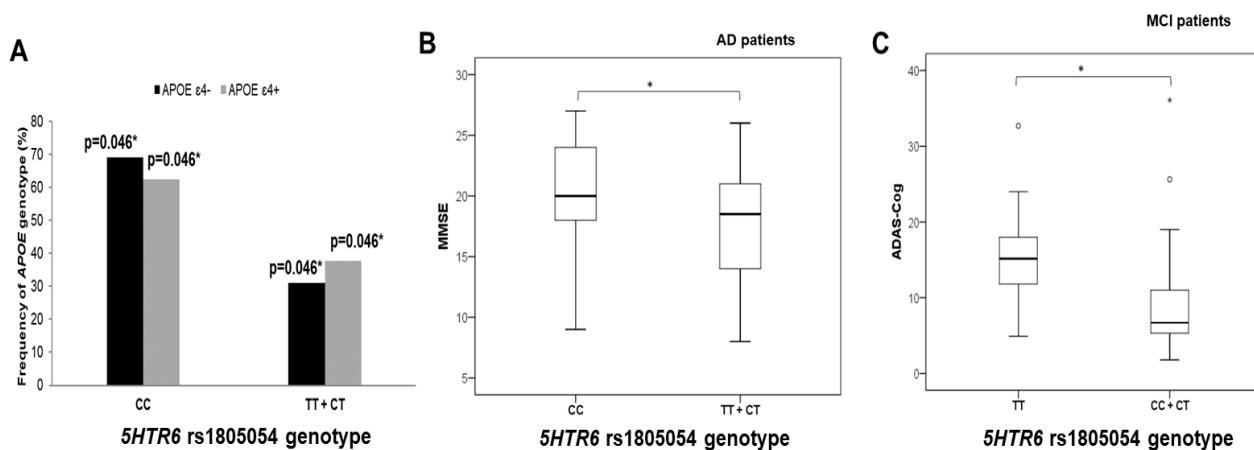 A
APOE ε4- APOE ε4+
Frequency of APOE genotype (%)
80
70
60
50
40
30
20
10
0
p=0.046*
p=0.046*
p=0.046*
p=0.046*
CC
TT + CT
5HTR6 rs1805054 genotype
B
AD patients
MMSE
30
25
20
15
10
5
*
CC
TT + CT
5HTR6 rs1805054 genotype
C
MCI patients
ADAS-Cog
40
30
20
10
0
*
*
TT
CC + CT
5HTR6 rs1805054 genotype